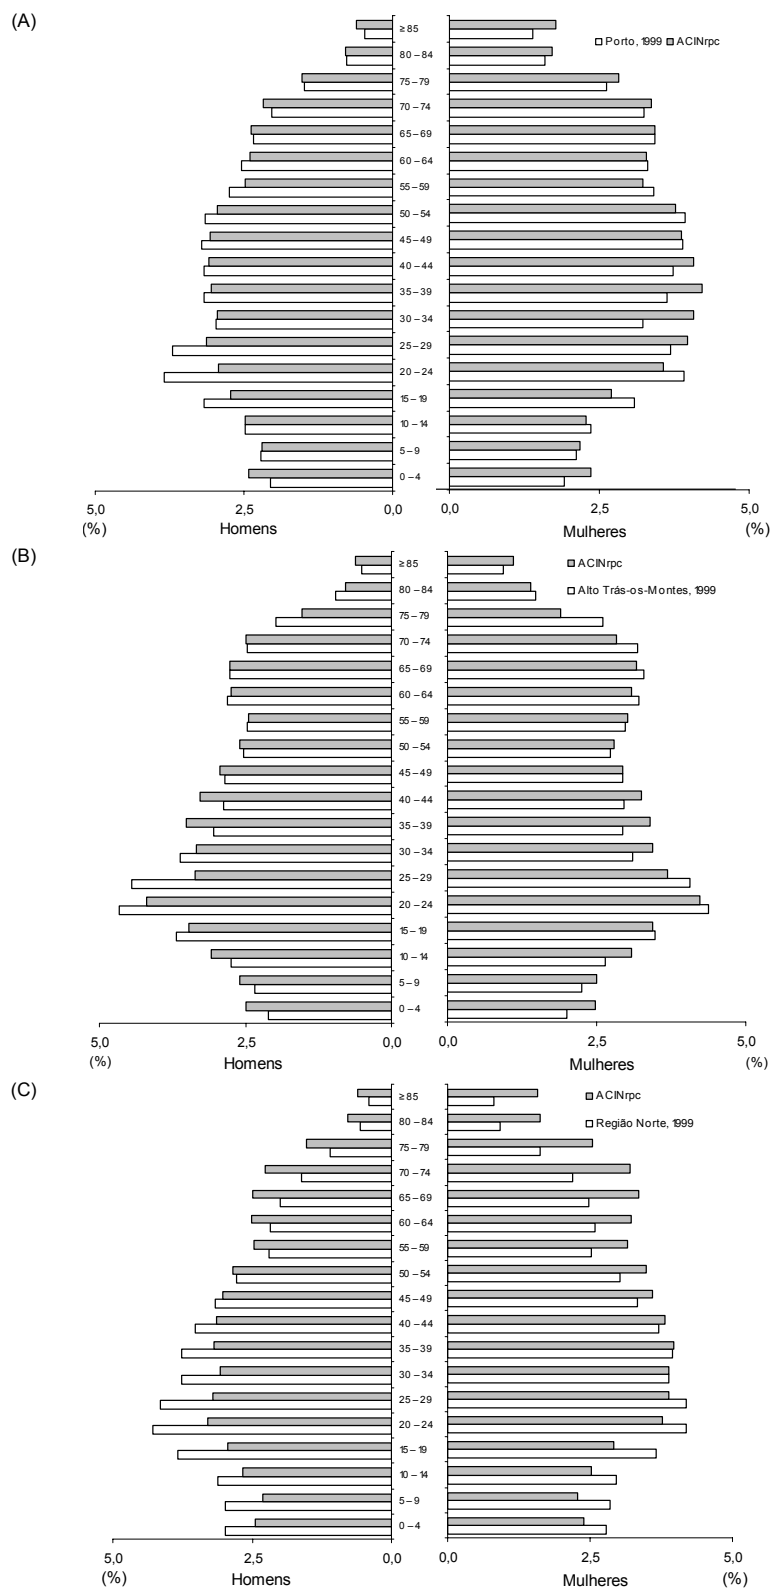 (A)
≥85
Porto, 1999 ACINrpc
80 – 84
75 – 79
70 – 74
65 – 69
60 – 64
55 – 59
50 – 54
45 – 49
40 – 44
35 – 39
30 – 34
25 – 29
20 – 24
15 – 19
10 – 14
5 – 9
0 – 4
5,0 2,5 0,0 0,0 2,5 5,0
(%) Homens Mulheres (%)
(B)
≥85 ACINrpc
80 – 84 Alto Trás-os-Montes, 1999
75 – 79
70 – 74
65 – 69
60 – 64
55 – 59
50 – 54
45 – 49
40 – 44
35 – 39
30 – 34
25 – 29
20 – 24
15 – 19
10 – 14
5 – 9
0 – 4
5,0 2,5 0,0 0,0 2,5 5,0
(%) Homens Mulheres (%)
(C)
≥85 ACINrpc
80 – 84 Região Norte, 1999
75 – 79
70 – 74
65 – 69
60 – 64
55 – 59
50 – 54
45 – 49
40 – 44
35 – 39
30 – 34
25 – 29
20 – 24
15 – 19
10 – 14
5 – 9
0 – 4
5,0 2,5 0,0 0,0 2,5 5,0
(%) Homens Mulheres (%)